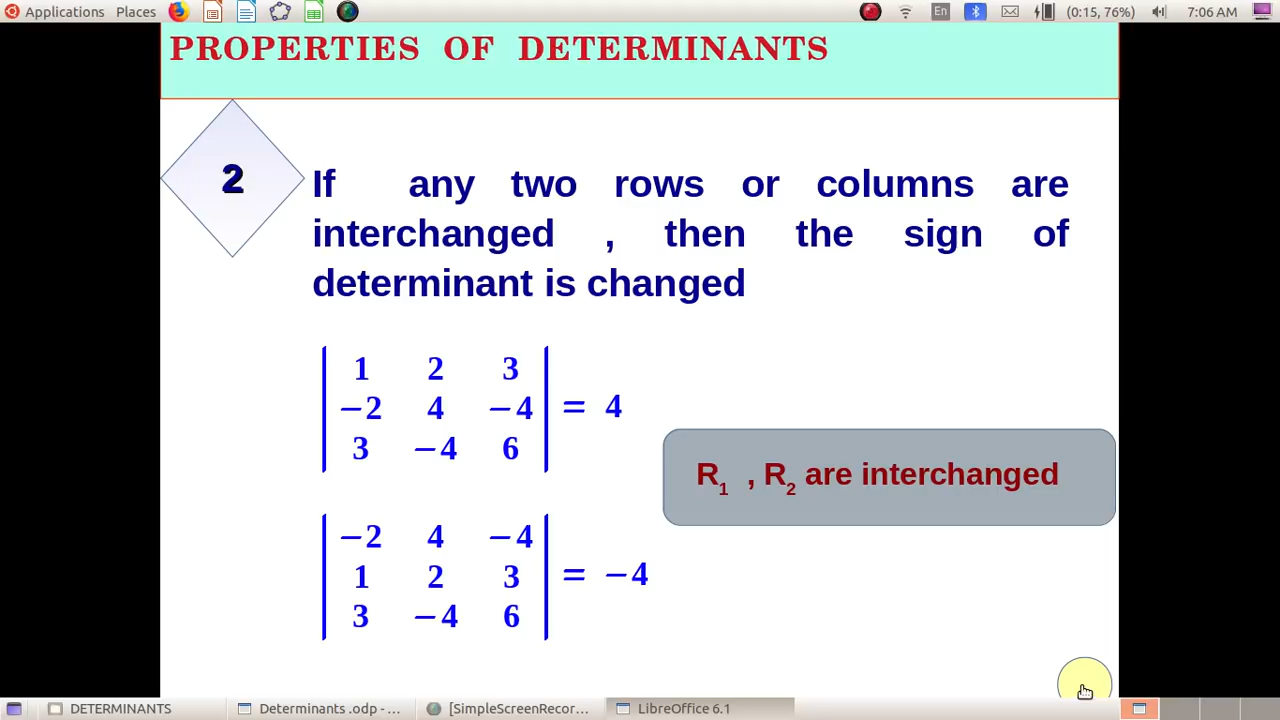 Applications Places En (0:15, 76%) 7:06 AM
PROPERTIES OF DETERMINANTS
2
If any two rows or columns are
interchanged , then the sign of
determinant is changed
1 2 3
−2 4 −4 = 4
3 −4 6
R1 , R2 are interchanged
−2 4 −4
1 2 3 = −4
3 −4 6
DETERMINANTS Determinants .odp - ... [SimpleScreenRecor... LibreOffice 6.1